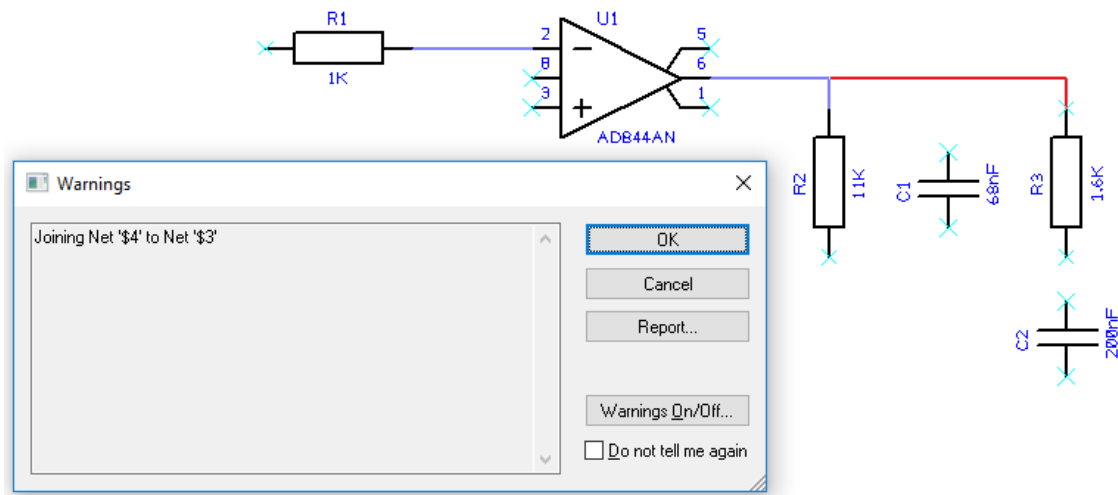 R1
1K
U1
2
8
3
5
6
1
AD844AN
R2
11K
C1
68nF
R3
1.6K
C2
200nF
Warnings
Joining Net '$4' to Net '$3'
OK
Cancel
Report...
Warnings On/Off...
Do not tell me again